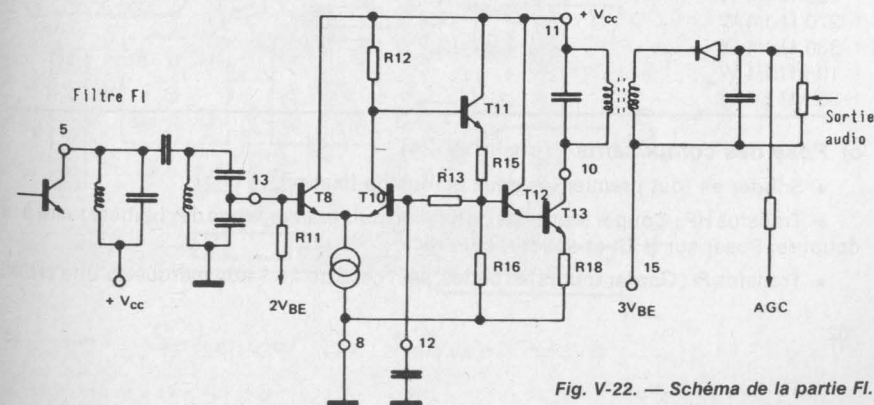 11
+ Vcc
R12
Filtre FI
T11
5
Sortie
audio
R15
10
13
R13
T8
T10
T12
T13
R11
R16
R18
15
2VBE
3VBE
AGC
+ Vcc
8
12
Fig. V-22. — Schéma de la partie FI.